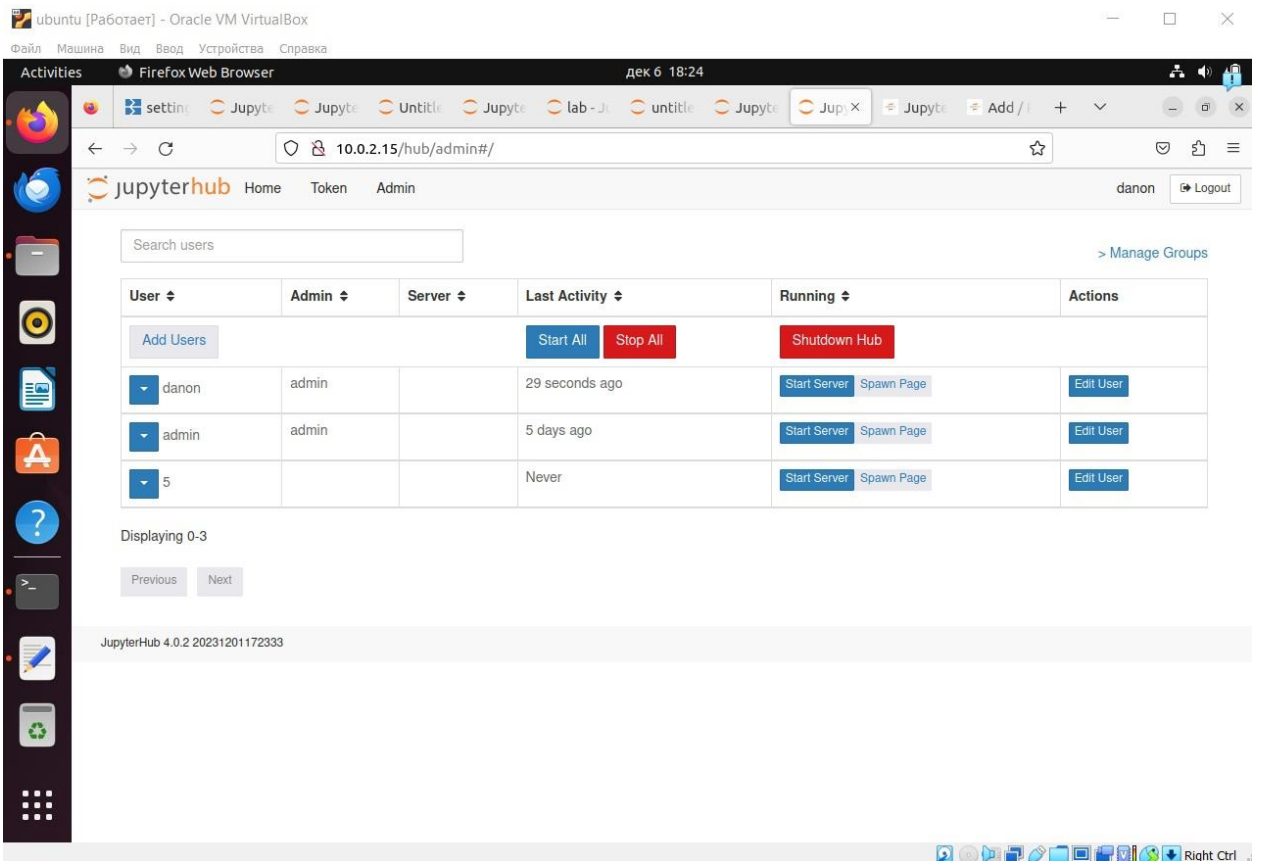 ubuntu [Работает] - Oracle VM VirtualBox
Файл Машина Вид Ввод Устройства Справка
Activities Firefox Web Browser дек 6 18:24
setting Jupyte Jupyte Untitle Jupyte lab - Ju untitle Jupyte Jup Jupyte Add /
10.0.2.15/hub/admin#/
jupyterhub Home Token Admin danon Logout
Search users
> Manage Groups
User Admin Server Last Activity Running Actions
Add Users Start All Stop All Shutdown Hub
danon admin 29 seconds ago Start Server Spawn Page Edit User
admin admin 5 days ago Start Server Spawn Page Edit User
5 Never Start Server Spawn Page Edit User
Displaying 0-3
Previous Next
JupyterHub 4.0.2 20231201172333
Right Ctrl